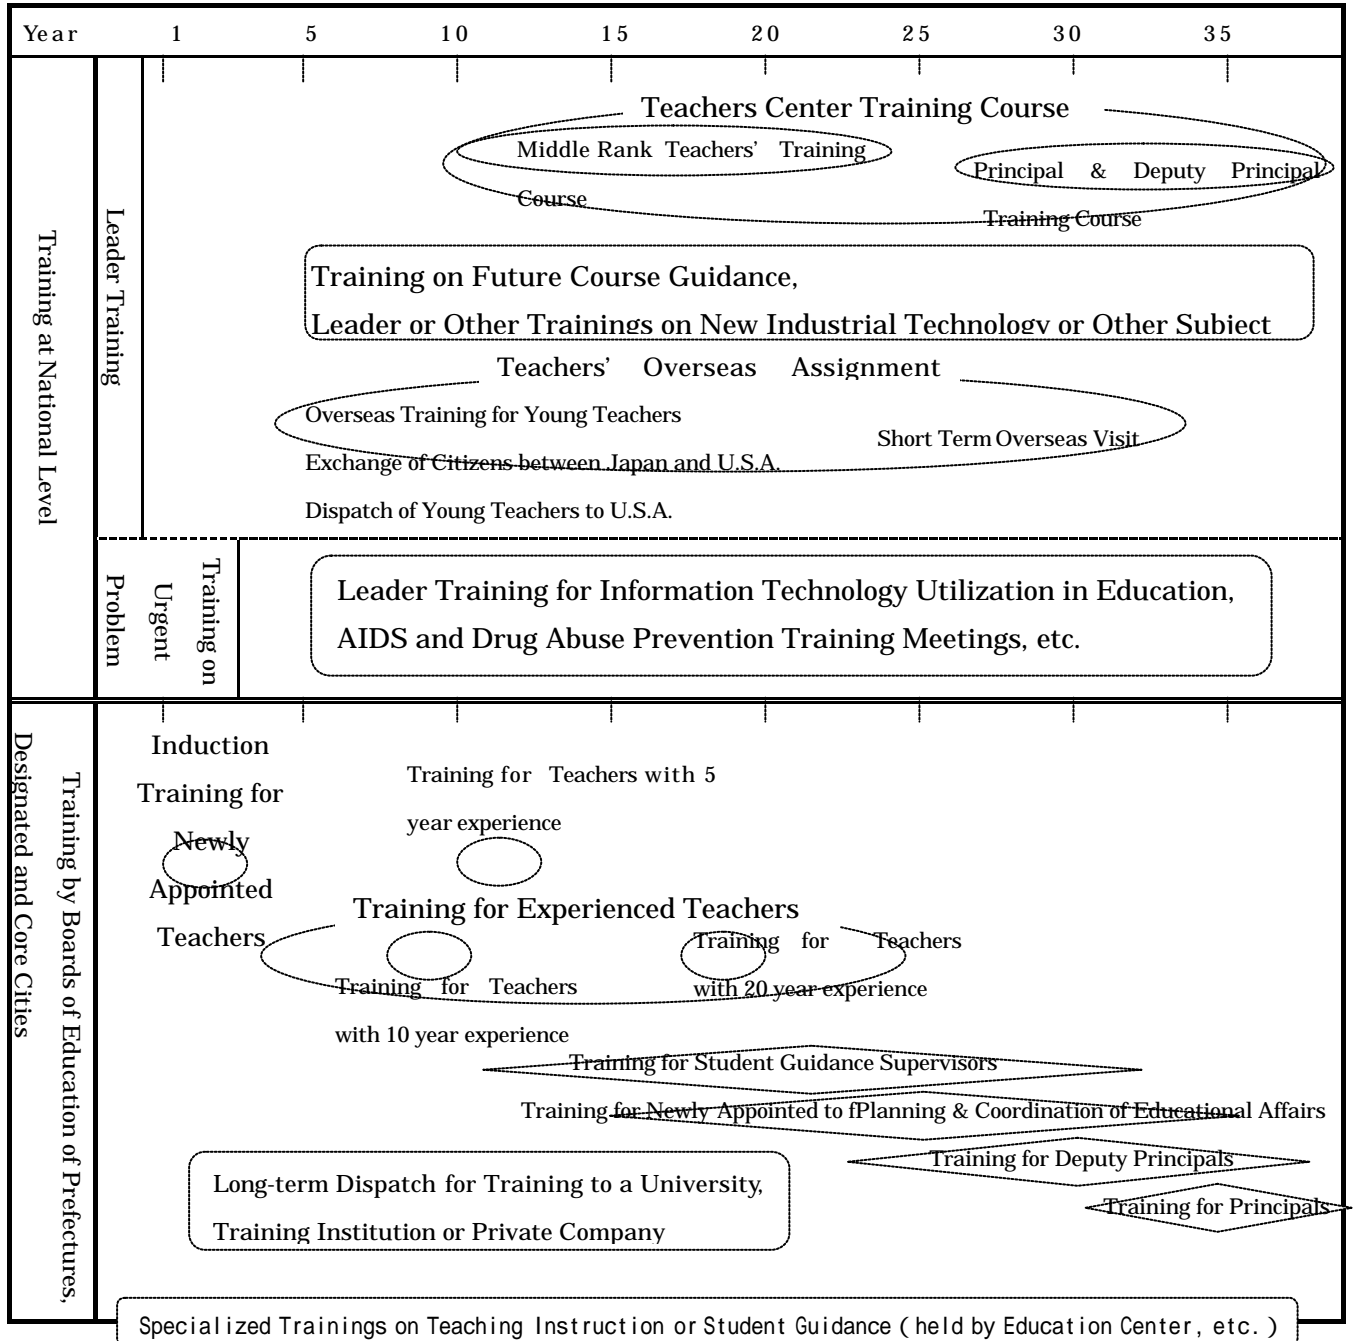 Year 1 5 10 15 20 25 30 35
Training at National Level
Leader Training
Teachers Center Training Course
Middle Rank Teachers' Training
Course
Principal & Deputy Principal
Training Course
Training on Future Course Guidance,
Leader or Other Trainings on New Industrial Technology or Other Subject
Teachers' Overseas Assignment
Overseas Training for Young Teachers
Short Term Overseas Visit
Exchange of Citizens between Japan and U.S.A.
Dispatch of Young Teachers to U.S.A.
Training on
Urgent
Problem
Leader Training for Information Technology Utilization in Education,
AIDS and Drug Abuse Prevention Training Meetings, etc.
Training by Boards of Education of Prefectures,
Designated and Core Cities
Induction
Training for
Newly
Appointed
Teachers
Training for Teachers with 5
year experience
Training for Experienced Teachers
Training for Teachers
with 10 year experience
Training for Teachers
with 20 year experience
Training for Student Guidance Supervisors
Training for Newly Appointed to fPlanning & Coordination of Educational Affairs
Training for Deputy Principals
Training for Principals
Long-term Dispatch for Training to a University,
Training Institution or Private Company
Specialized Trainings on Teaching Instruction or Student Guidance (held by Education Center, etc.)